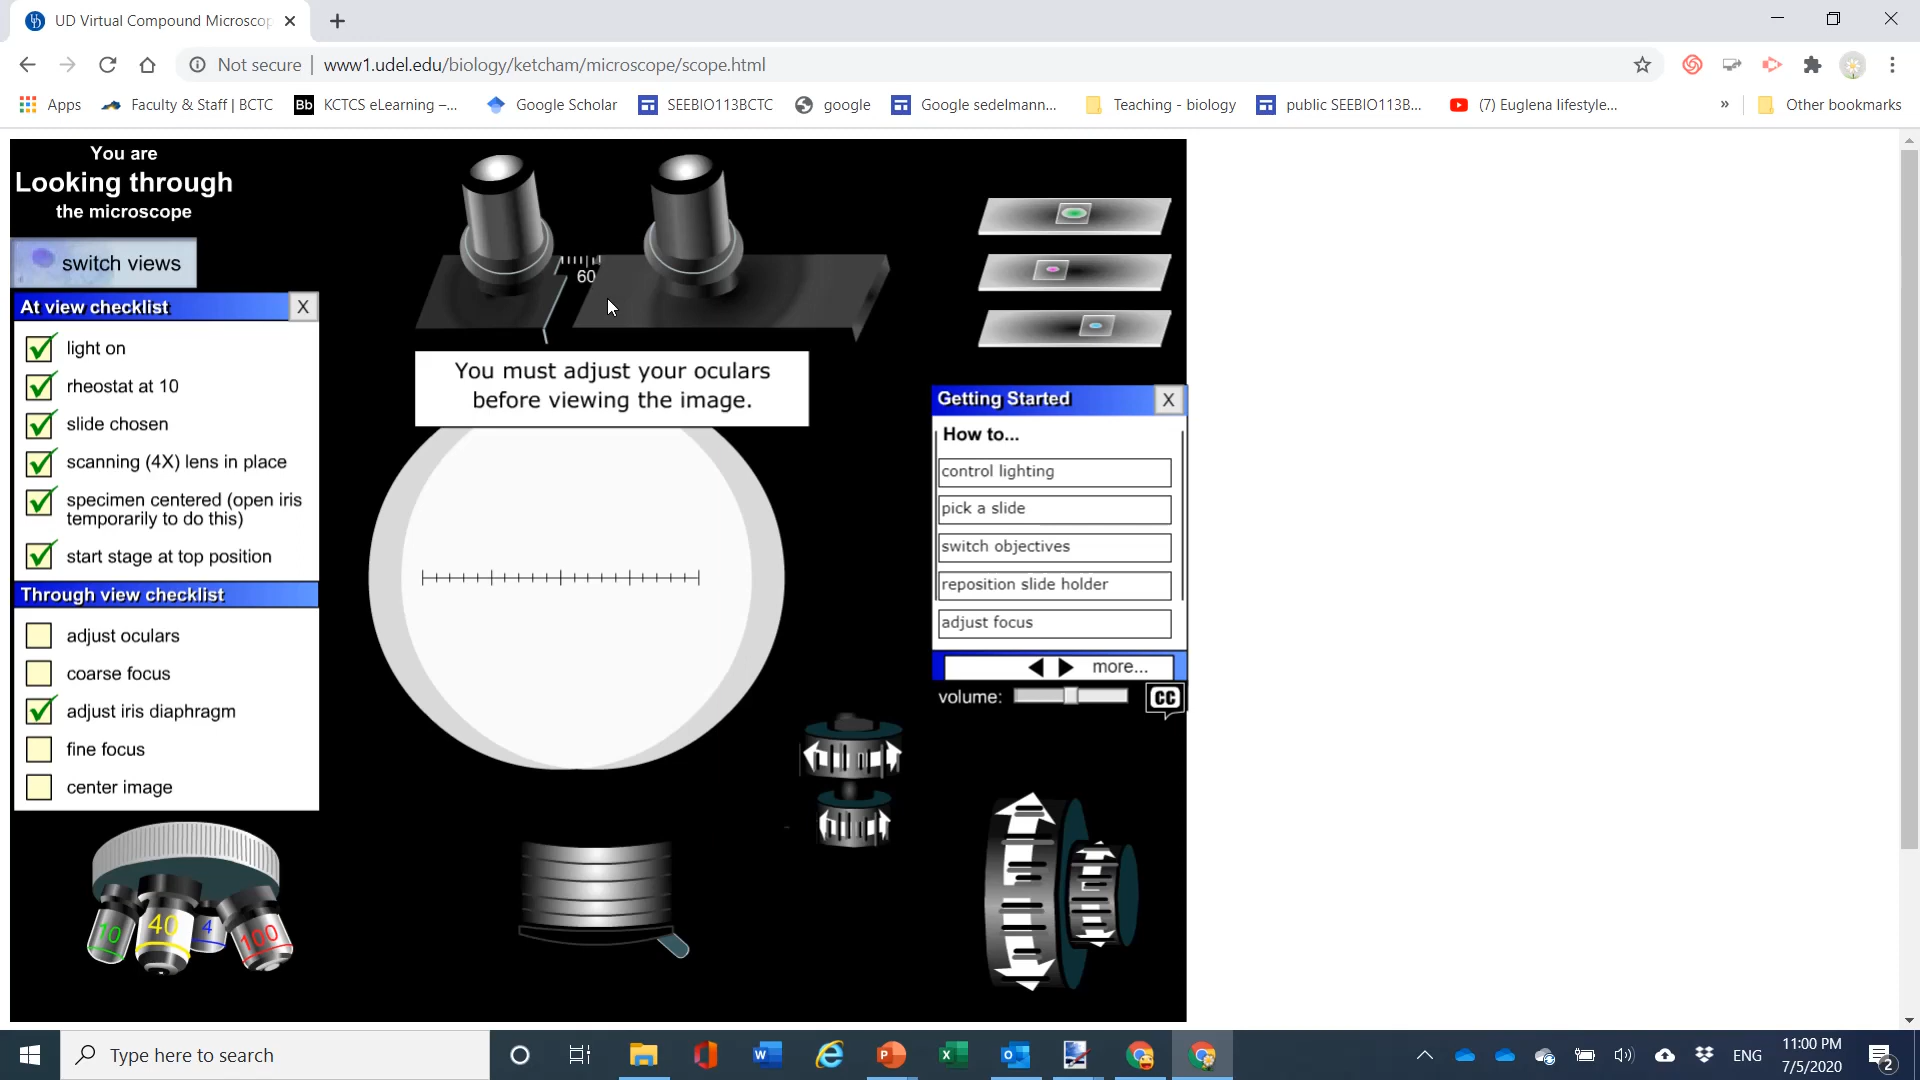 UD Virtual Compound Microscop
Not secure | www1.udel.edu/biology/ketcham/microscope/scope.html
Apps
Faculty & Staff | BCTC
Bb KCTCS eLearning –...
Google Scholar
SEEBIO113BCTC
google
Google sedelmann...
Teaching - biology
public SEEBIO113B...
(7) Euglena lifestyle...
»
Other bookmarks
You are
Looking through
the microscope
switch views
At view checklist X
light on
rheostat at 10
slide chosen
scanning (4X) lens in place
specimen centered (open iris
temporarily to do this)
start stage at top position
Through view checklist
adjust oculars
coarse focus
adjust iris diaphragm
fine focus
center image
10 40 4 100
60
You must adjust your oculars
before viewing the image.
Getting Started X
How to...
control lighting
pick a slide
switch objectives
reposition slide holder
adjust focus
more...
volume: CC
Type here to search
ENG
11:00 PM
7/5/2020
2